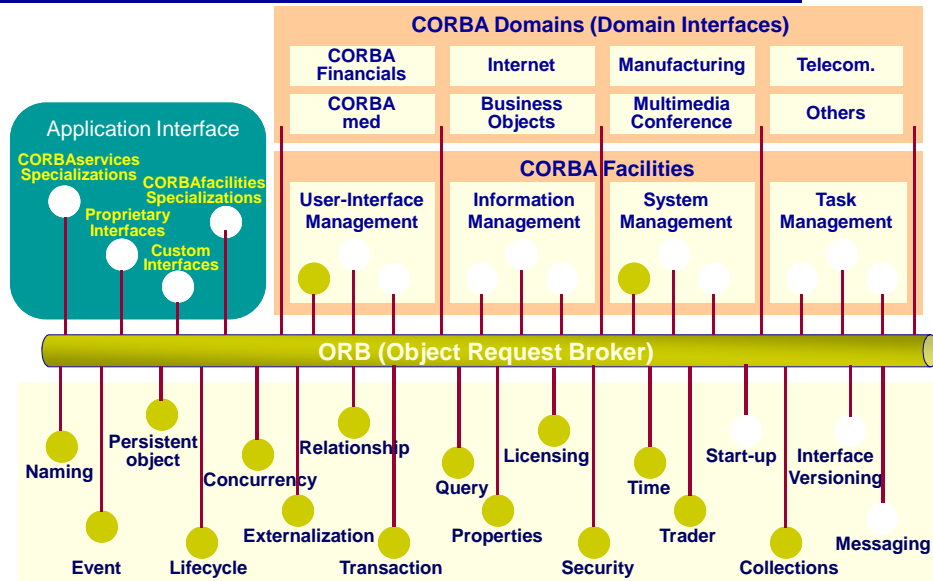 CORBA Domains (Domain Interfaces)
CORBA
Financials
Internet
Manufacturing
Telecom.
CORBA
med
Business
Objects
Multimedia
Conference
Others
Application Interface
CORBAservices
Specializations
CORBAfacilities
Specializations
Proprietary
Interfaces
Custom
Interfaces
CORBA Facilities
User-Interface
Management
Information
Management
System
Management
Task
Management
ORB (Object Request Broker)
Naming
Persistent
object
Concurrency
Relationship
Query
Licensing
Time
Start-up
Interface
Versioning
Event
Lifecycle
Externalization
Transaction
Properties
Security
Trader
Collections
Messaging